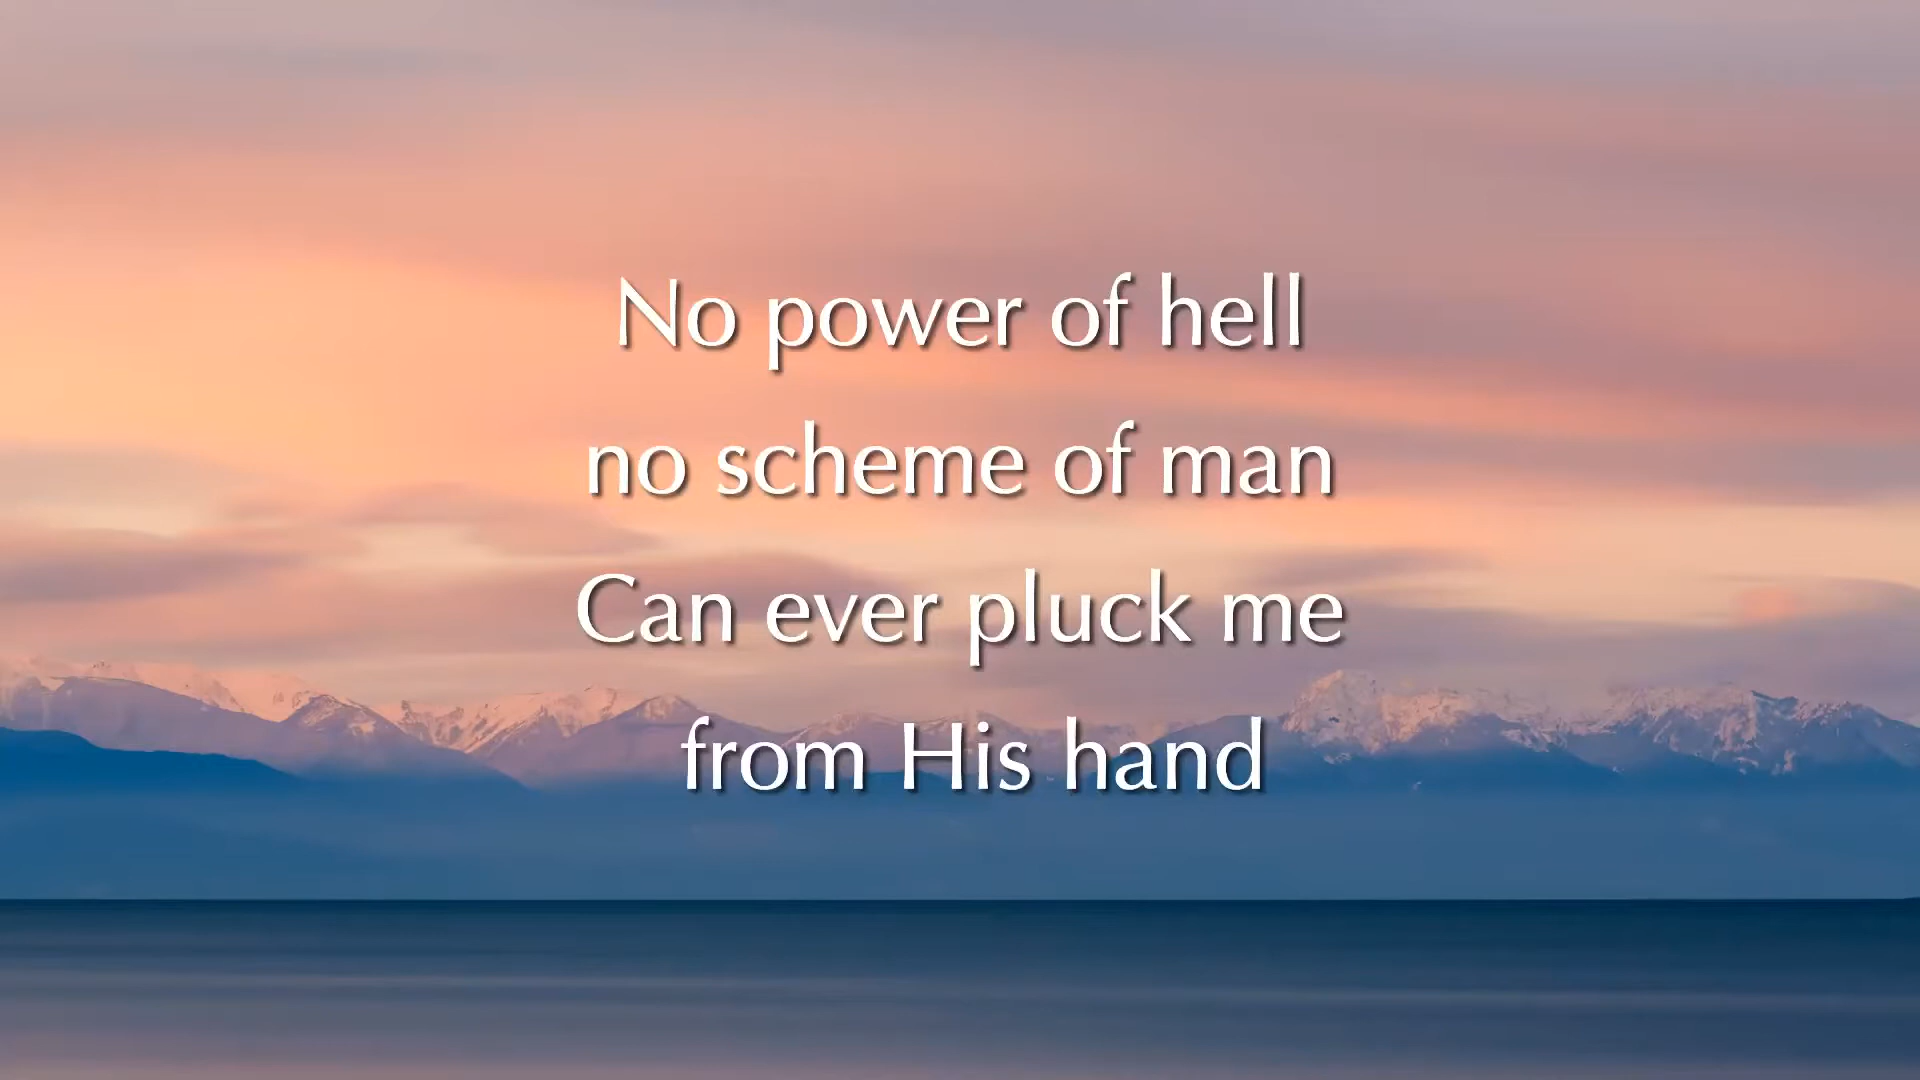 No power of hell
no scheme of man
Can ever pluck me
from His hand